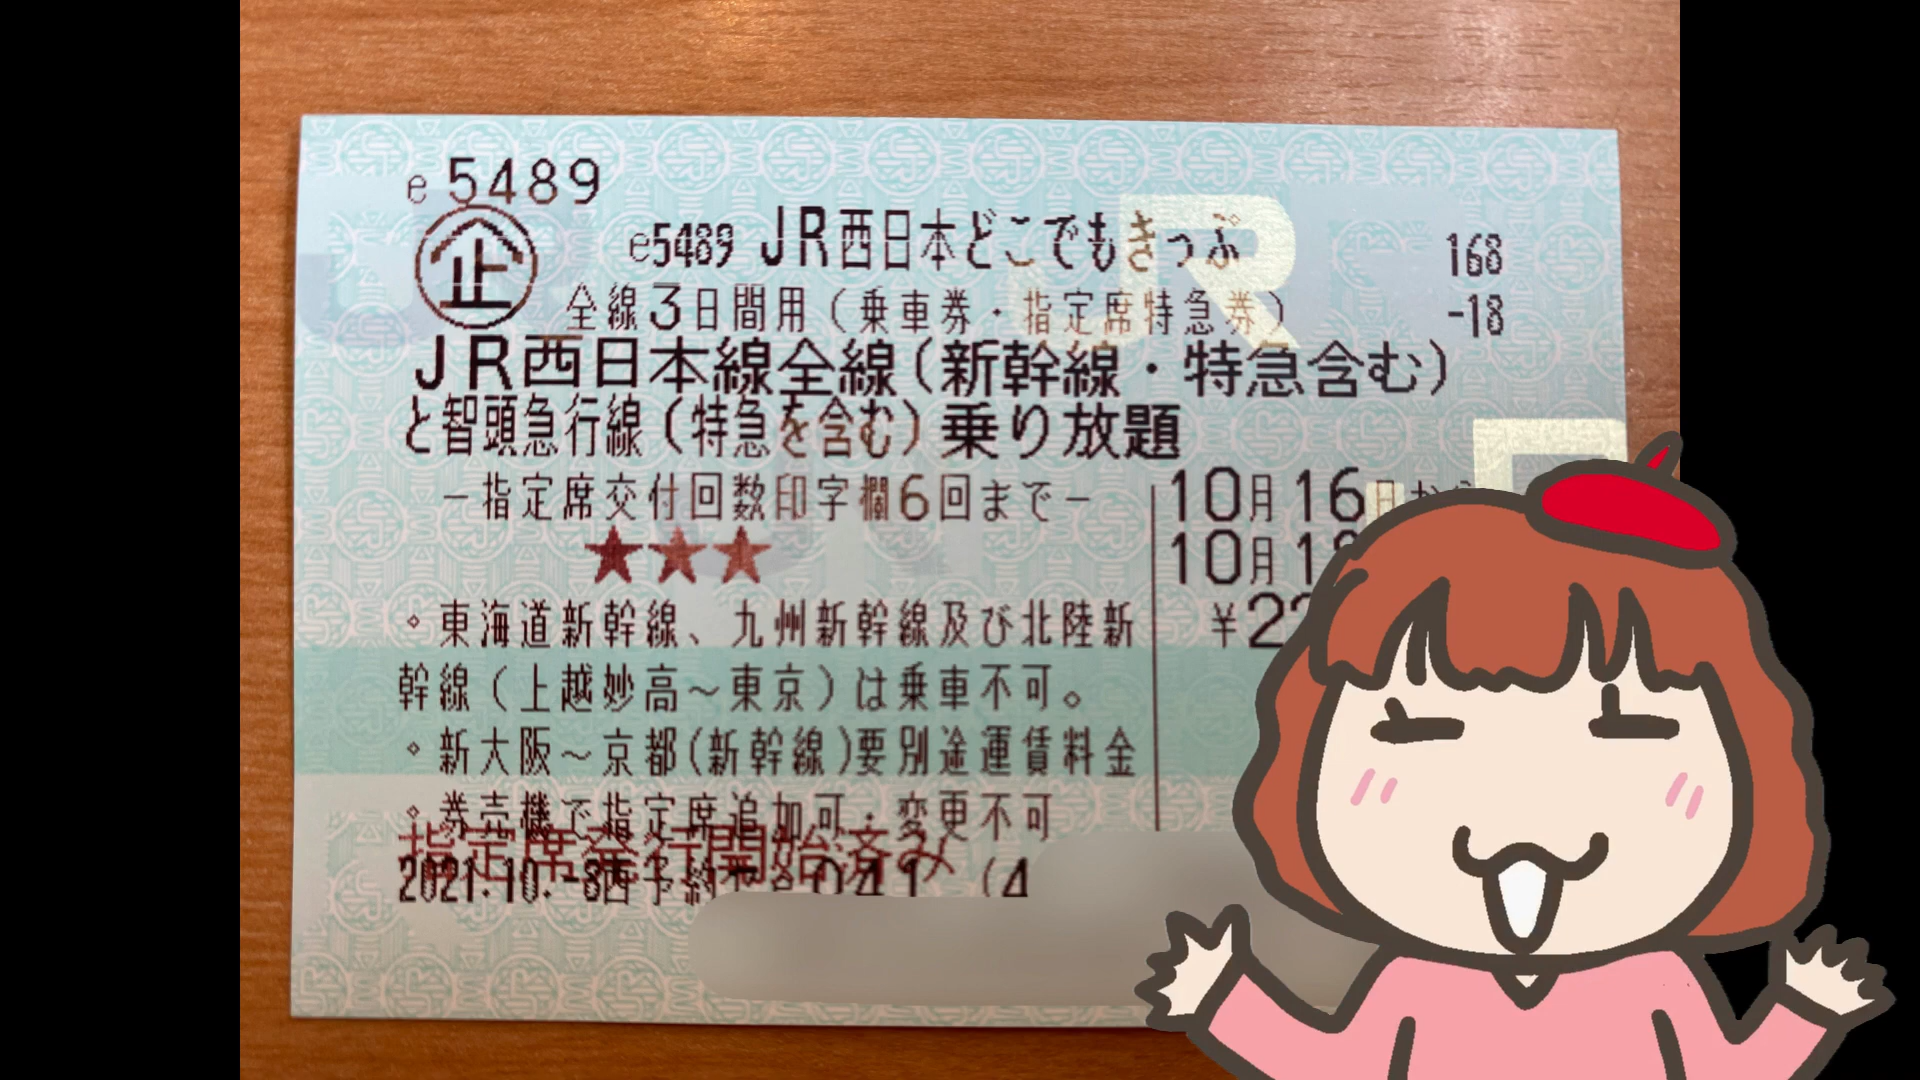 e5489
企
e5489 JR西日本どこでもきっぷ
168
全線3日間用(乗車券・指定席特急券)
-18
JR西日本線全線(新幹線・特急含む)
と智頭急行線(特急を含む)乗り放題
-指定席交付回数印字欄6回まで-
10月16日から
★★★
10月1
¥22
◦東海道新幹線、九州新幹線及び北陸新
幹線(上越妙高~東京)は乗車不可。
◦新大阪~京都(新幹線)要別途運賃料金
◦券売機で指定席追加可・変更不可
指定席発行開始済み
2021.10.-8西予約